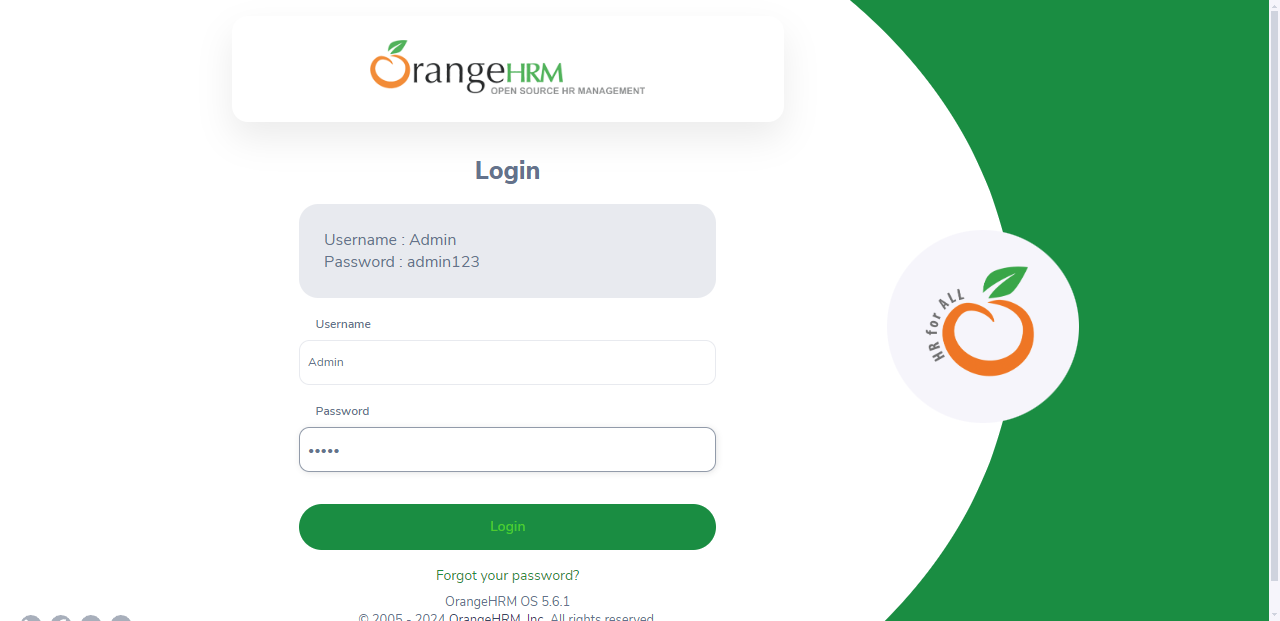 OrangeHRM
OPEN SOURCE HR MANAGEMENT
Login
Username : Admin
Password : admin123
Username
Admin
Password
•••••
Login
Forgot your password?
OrangeHRM OS 5.6.1
© 2005 - 2024 OrangeHRM, Inc. All rights reserved.
HR for ALL